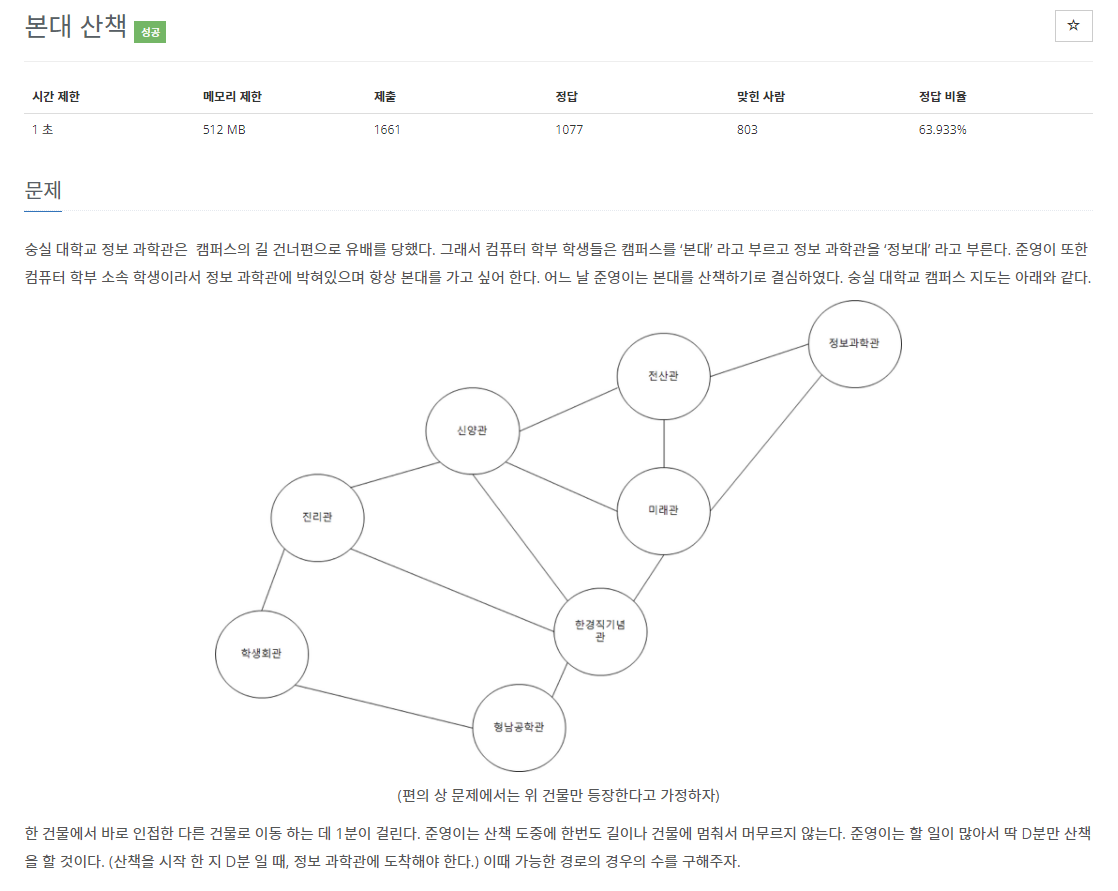 본대 산책 성공
☆
시간 제한 메모리 제한 제출 정답 맞힌 사람 정답 비율
1 초 512 MB 1661 1077 803 63.933%
문제
숭실 대학교 정보 과학관은  캠퍼스의 길 건너편으로 유배를 당했다. 그래서 컴퓨터 학부 학생들은 캠퍼스를 ‘본대’ 라고 부르고 정보 과학관을 ‘정보대’ 라고 부른다. 준영이 또한
컴퓨터 학부 소속 학생이라서 정보 과학관에 박혀있으며 항상 본대를 가고 싶어 한다. 어느 날 준영이는 본대를 산책하기로 결심하였다. 숭실 대학교 캠퍼스 지도는 아래와 같다.
정보과학관
전산관
신양관
미래관
진리관
한경직기념
관
학생회관
형남공학관
(편의 상 문제에서는 위 건물만 등장한다고 가정하자)
한 건물에서 바로 인접한 다른 건물로 이동 하는 데 1분이 걸린다. 준영이는 산책 도중에 한번도 길이나 건물에 멈춰서 머무르지 않는다. 준영이는 할 일이 많아서 딱 D분만 산책
을 할 것이다. (산책을 시작 한 지 D분 일 때, 정보 과학관에 도착해야 한다.) 이때 가능한 경로의 경우의 수를 구해주자.